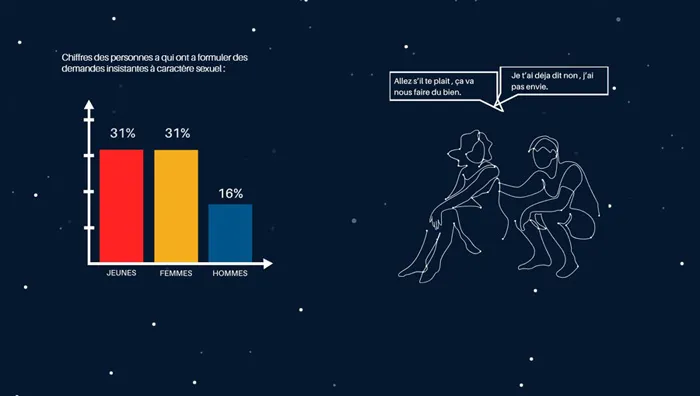 Chiffres des personnes a qui ont a formuler des
demandes insistantes à caractère sexuel :
31%
31%
16%
JEUNES
FEMMES
HOMMES
Allez s'il te plait , ça va
nous faire du bien.
Je t'ai déja dit non , j'ai
pas envie.